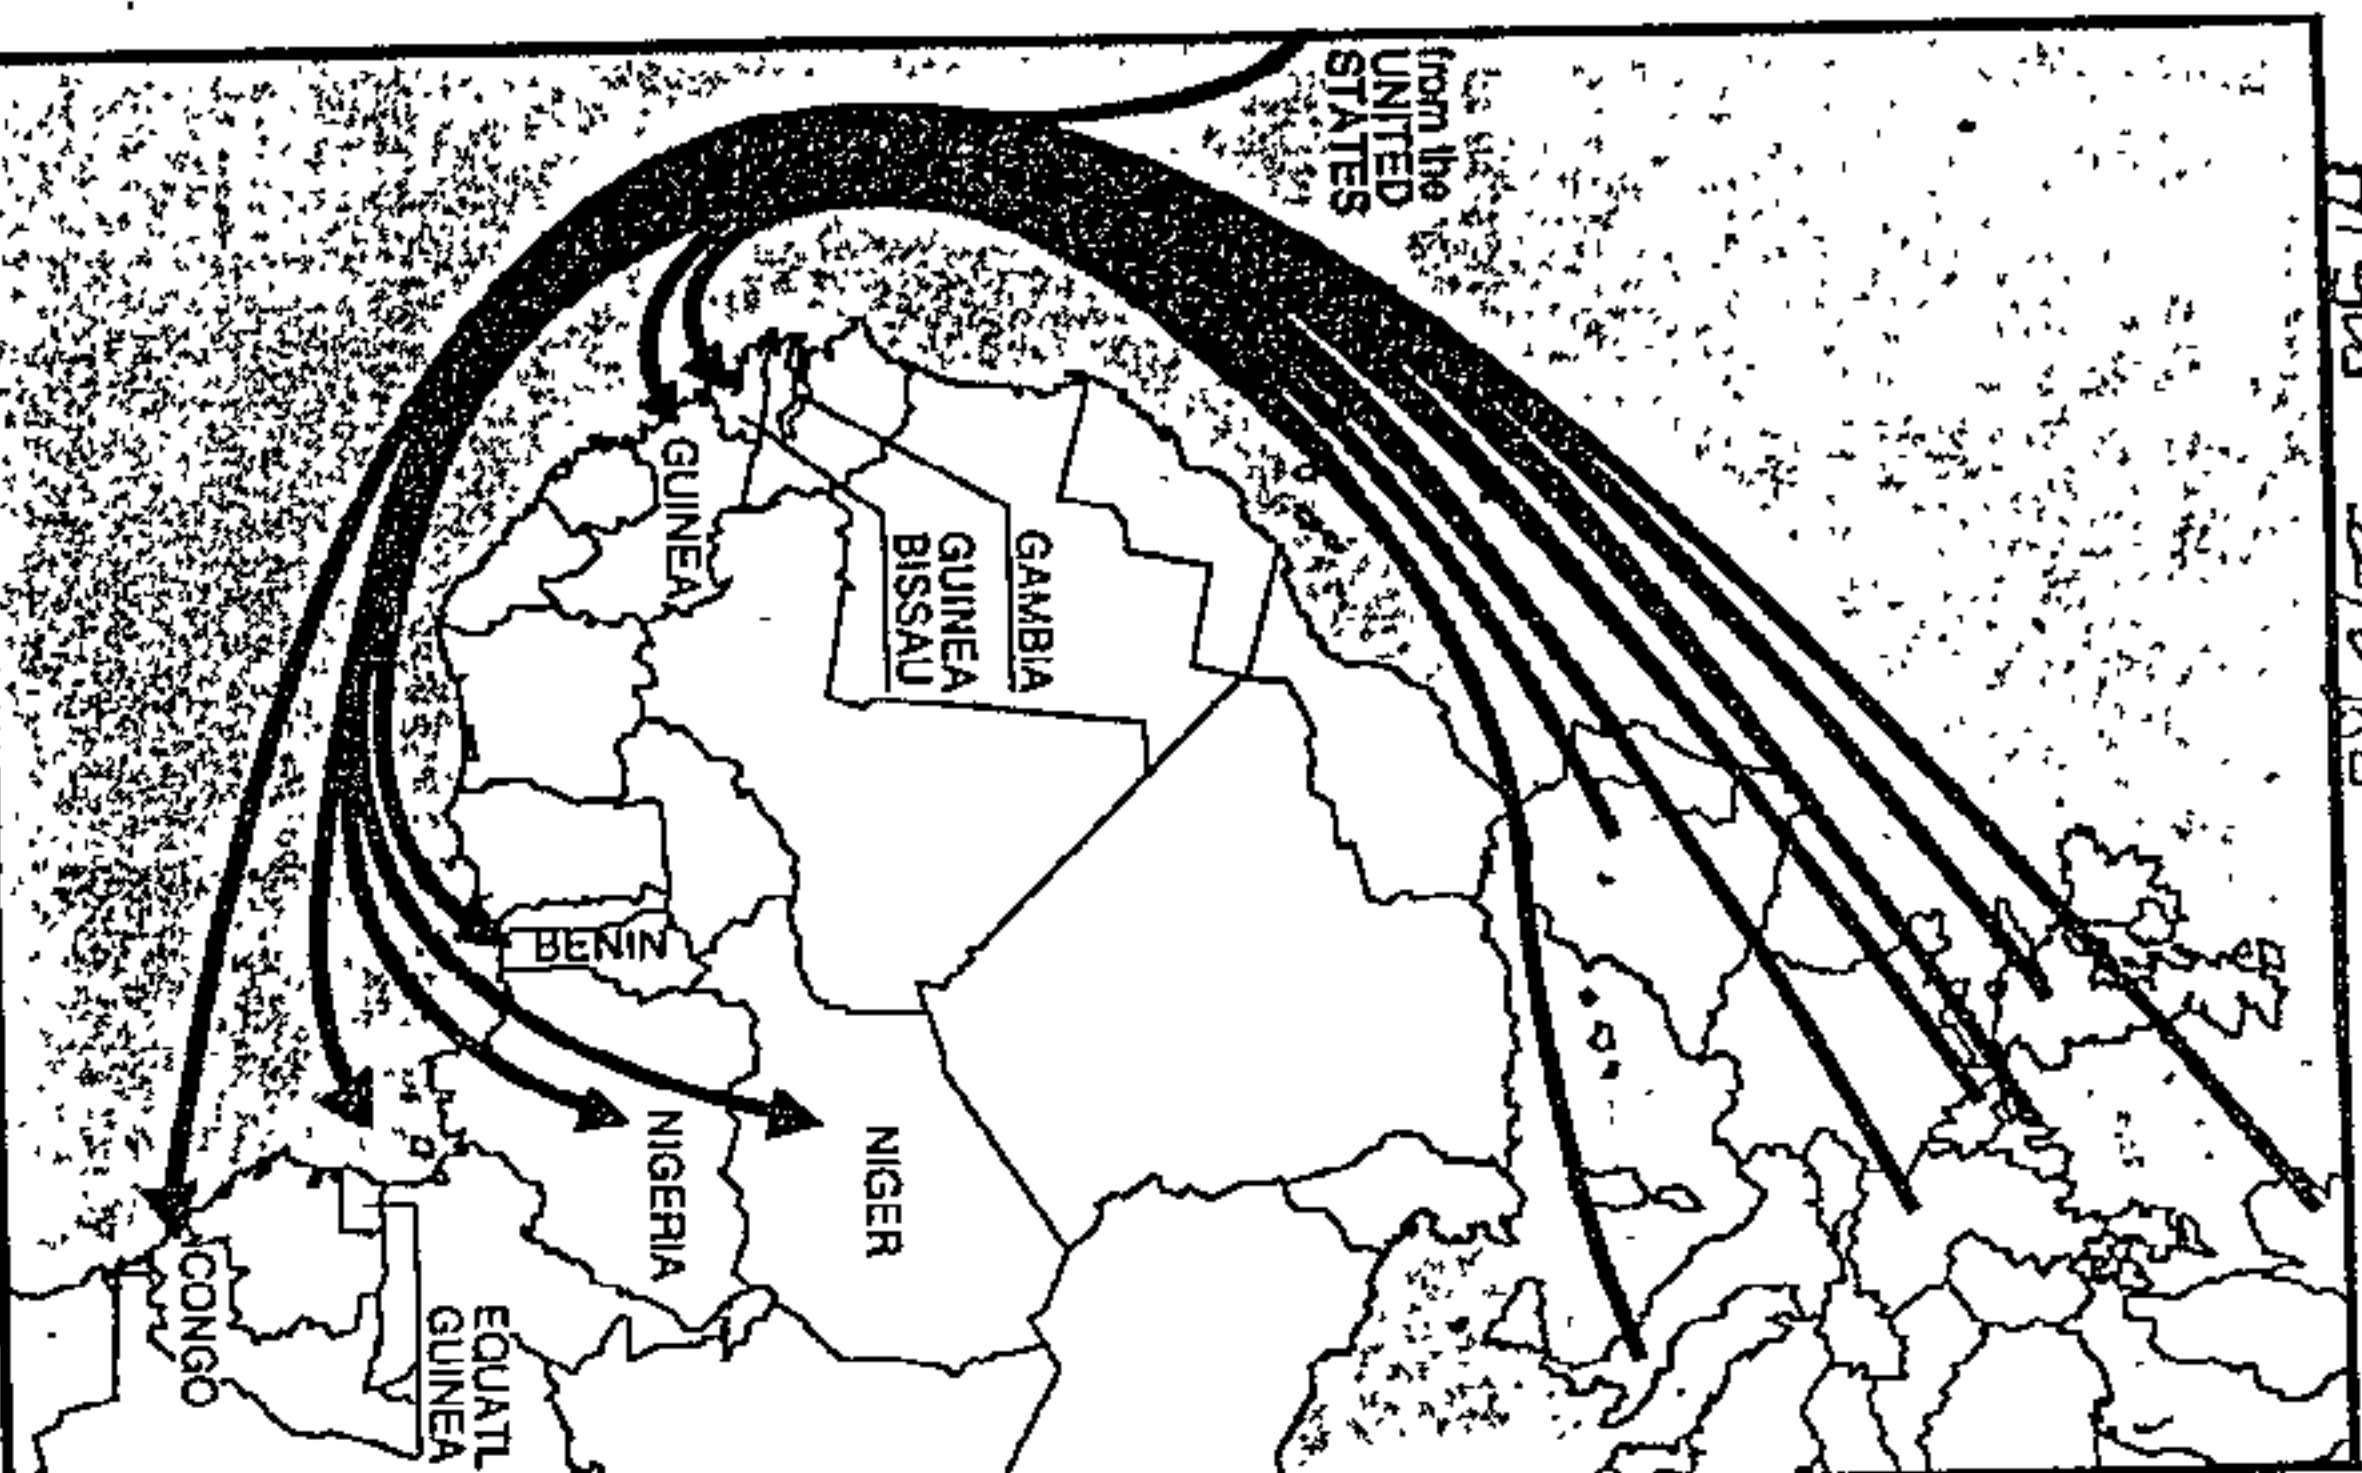 from the
UNITED
STATES
GAMBIA
GUINEA
BISSAU
GUINEA
BENIN
NIGER
NIGERIA
EQUATL
GUINEA
CONGO